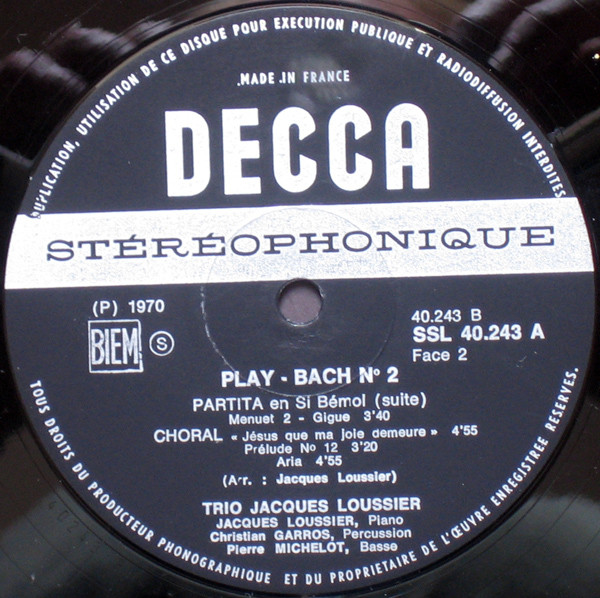 DUPLICATION, UTILISATION DE CE DISQUE POUR EXECUTION PUBLIQUE ET RADIODIFFUSION INTERDITES
.MADE .IN FRANCE
DECCA
STÉRÉOPHONIQUE
(P) 1970
BIEM S
40.243 B
SSL 40.243 A
Face 2
PLAY - BACH Nº 2
PARTITA en Si Bémol (suite)
Menuet 2 - Gigue 3'40
CHORAL « Jésus que ma joie demeure » 4'55
Prélude Nº 12 3'20
Aria 4'55
(Arr. : Jacques Loussier)
TRIO JACQUES LOUSSIER
JACQUES LOUSSIER, Piano
Christian GARROS, Percussion
Pierre MICHELOT, Basse
TOUS DROITS DU PRODUCTEUR PHONOGRAPHIQUE ET DU PROPRIETAIRE DE L'ŒUVRE ENREGISTREE RESERVES.